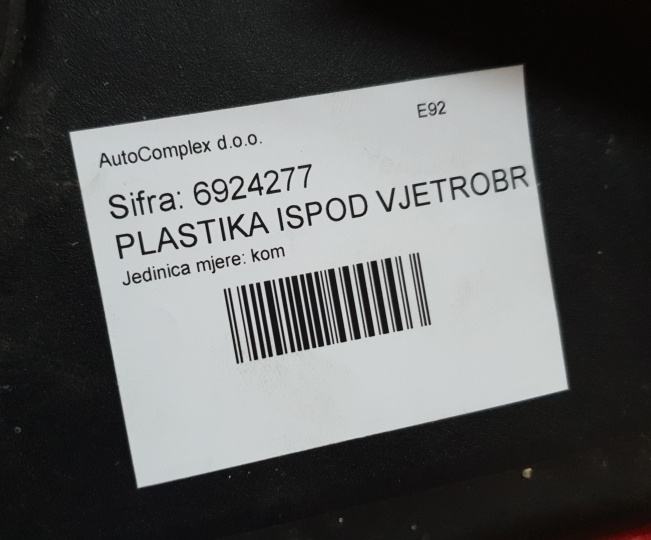 E92
AutoComplex d.o.o.
Sifra: 6924277
PLASTIKA ISPOD VJETROBR
Jedinica mjere: kom